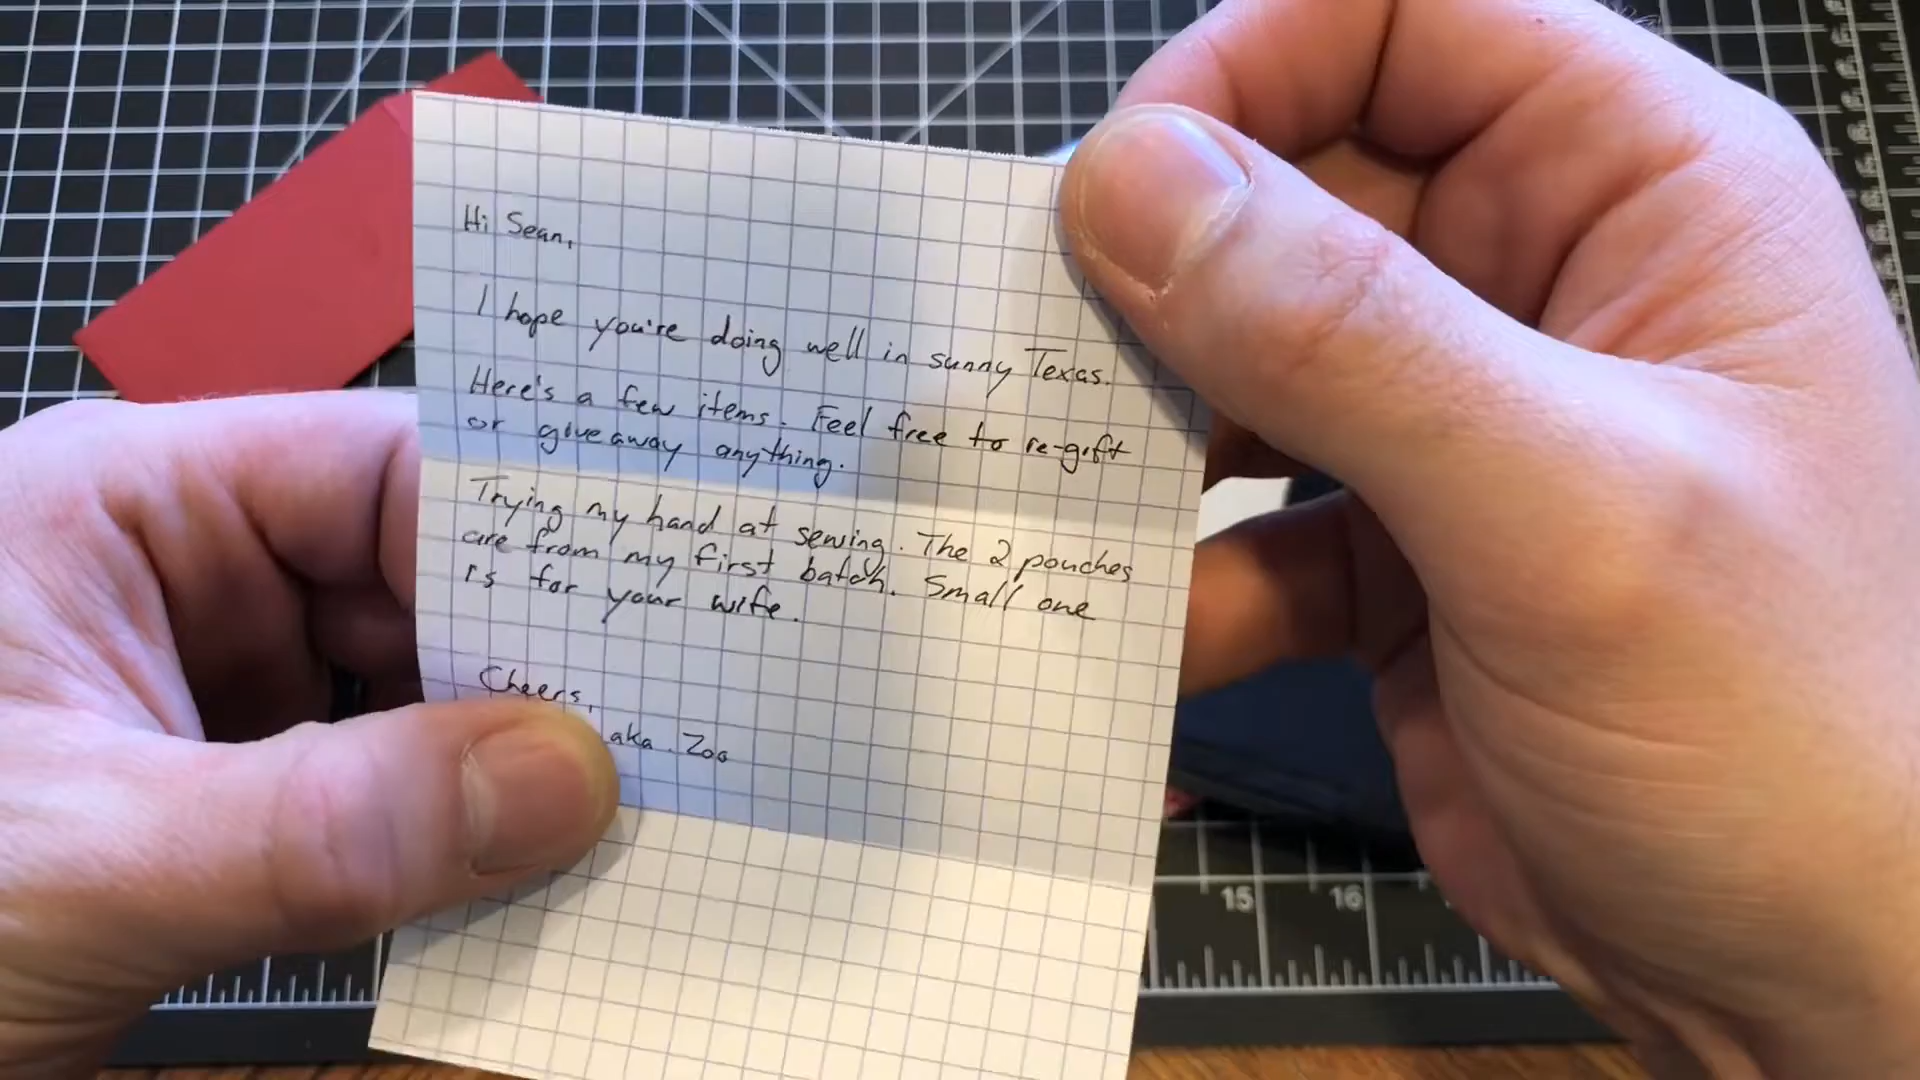 Hi Sean,
I hope you're doing well in sunny Texas.
Here's a few items. Feel free to re-gift
or giveaway anything.
Trying my hand at sewing. The 2 pouches
are from my first batch. Small one
is for your wife.
Cheers,
aka. Zoo
15 16